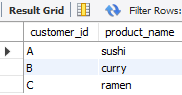 Result Grid Filter Rows:
customer_id product_name
A sushi
B curry
C ramen